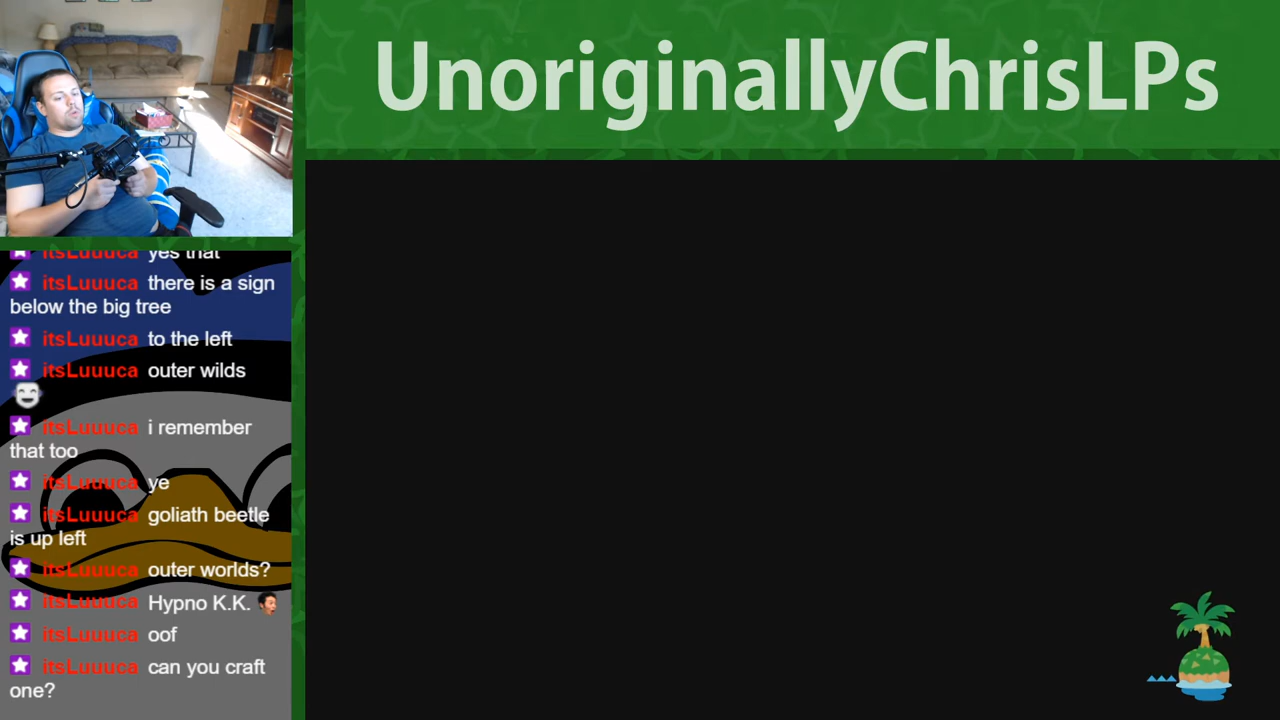 UnoriginallyChrisLPs
itsLuuuca yes that
itsLuuuca there is a sign
below the big tree
itsLuuuca to the left
itsLuuuca outer wilds
itsLuuuca i remember
that too
itsLuuuca ye
itsLuuuca goliath beetle
is up left
itsLuuuca outer worlds?
itsLuuuca Hypno K.K.
itsLuuuca oof
itsLuuuca can you craft
one?